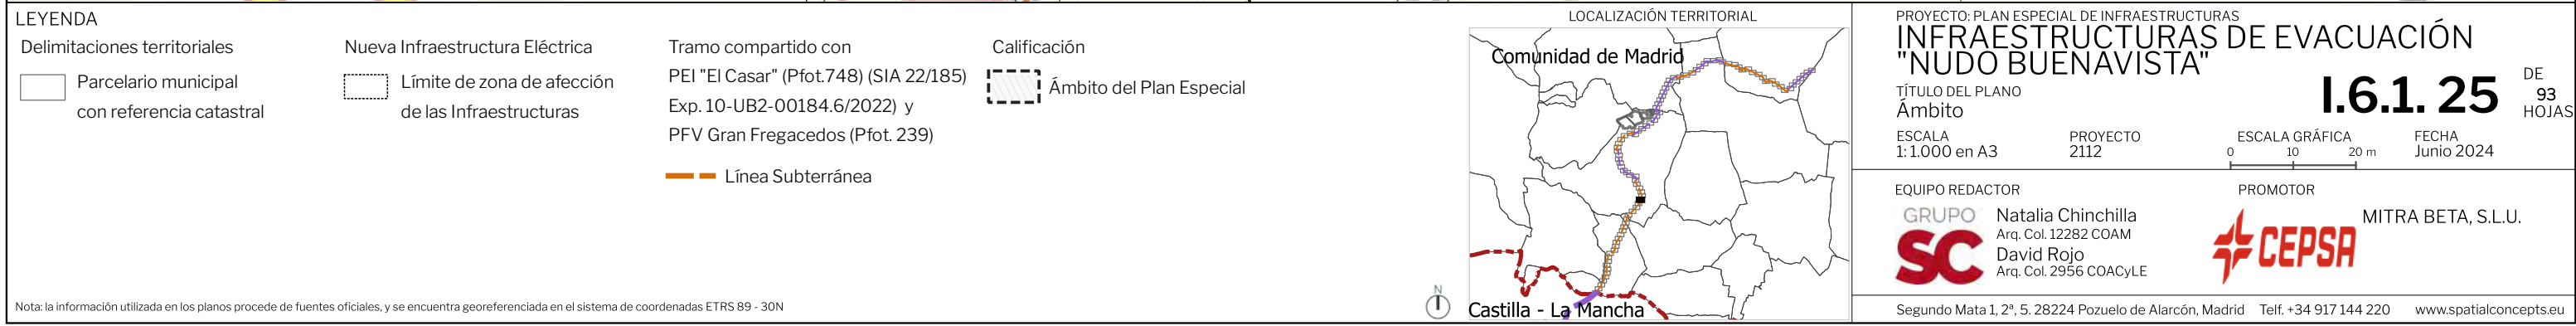 LEYENDA
Delimitaciones territoriales
Parcelario municipal
con referencia catastral
Nueva Infraestructura Eléctrica
Límite de zona de afección
de las Infraestructuras
Tramo compartido con
PEI "El Casar" (Pfot.748) (SIA 22/185)
Exp. 10-UB2-00184.6/2022) y
PFV Gran Fregacedos (Pfot. 239)
Línea Subterránea
Calificación
Ámbito del Plan Especial
Nota: la información utilizada en los planos procede de fuentes oficiales, y se encuentra georeferenciada en el sistema de coordenadas ETRS 89 - 30N
N
LOCALIZACIÓN TERRITORIAL
Comunidad de Madrid
Castilla - La Mancha
PROYECTO: PLAN ESPECIAL DE INFRAESTRUCTURAS
INFRAESTRUCTURAS DE EVACUACIÓN
"NUDO BUENAVISTA"
TÍTULO DEL PLANO
Ámbito
I.6.1. 25
DE
93
HOJAS
ESCALA
1: 1.000 en A3
PROYECTO
2112
ESCALA GRÁFICA
0 10 20 m
FECHA
Junio 2024
EQUIPO REDACTOR
GRUPO
SC
Natalia Chinchilla
Arq. Col. 12282 COAM
David Rojo
Arq. Col. 2956 COACyLE
PROMOTOR
CEPSA
MITRA BETA, S.L.U.
Segundo Mata 1, 2ª, 5. 28224 Pozuelo de Alarcón, Madrid Telf. +34 917 144 220 www.spatialconcepts.eu